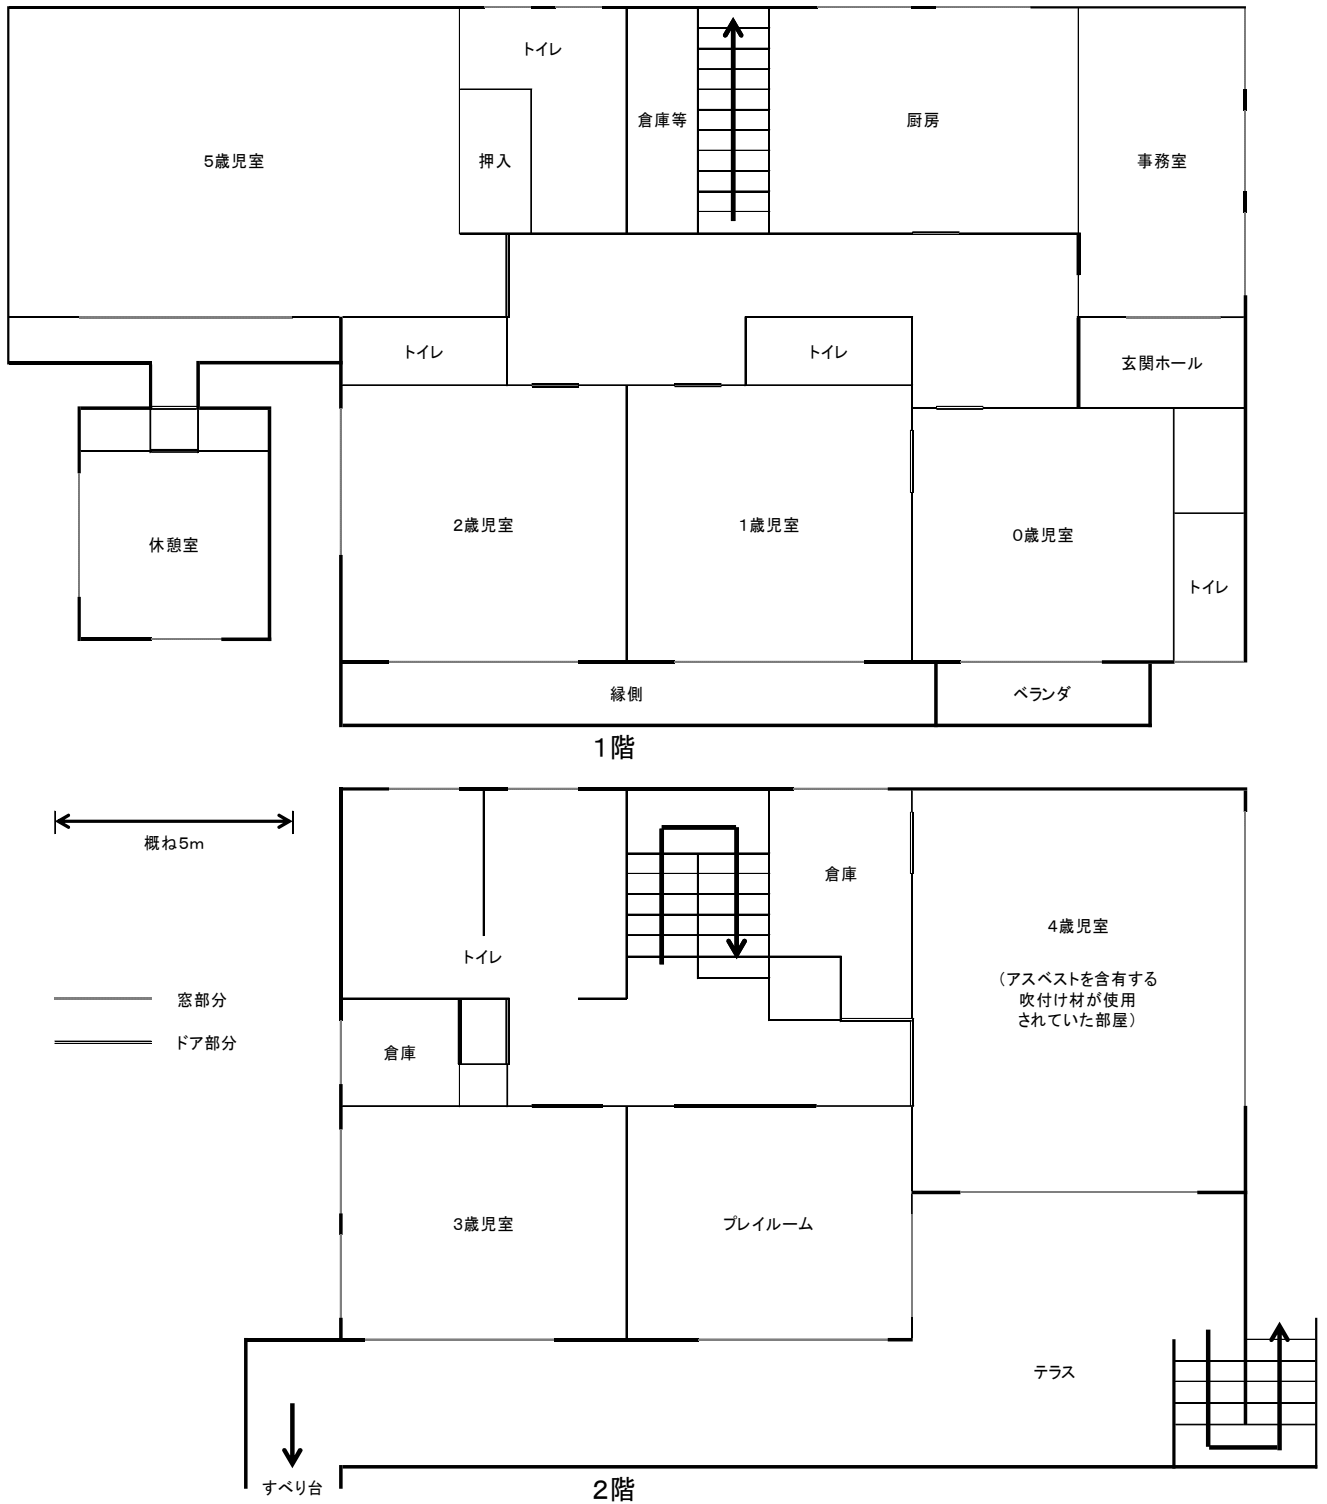 トイレ
倉庫等
厨房
5歳児室
押入
事務室
トイレ
トイレ
玄関ホール
2歳児室
1歳児室
0歳児室
休憩室
トイレ
縁側
ベランダ
1階
概ね5m
倉庫
4歳児室
(アスベストを含有する
吹付け材が使用
されていた部屋)
トイレ
窓部分
ドア部分
倉庫
3歳児室
プレイルーム
テラス
すべり台
2階